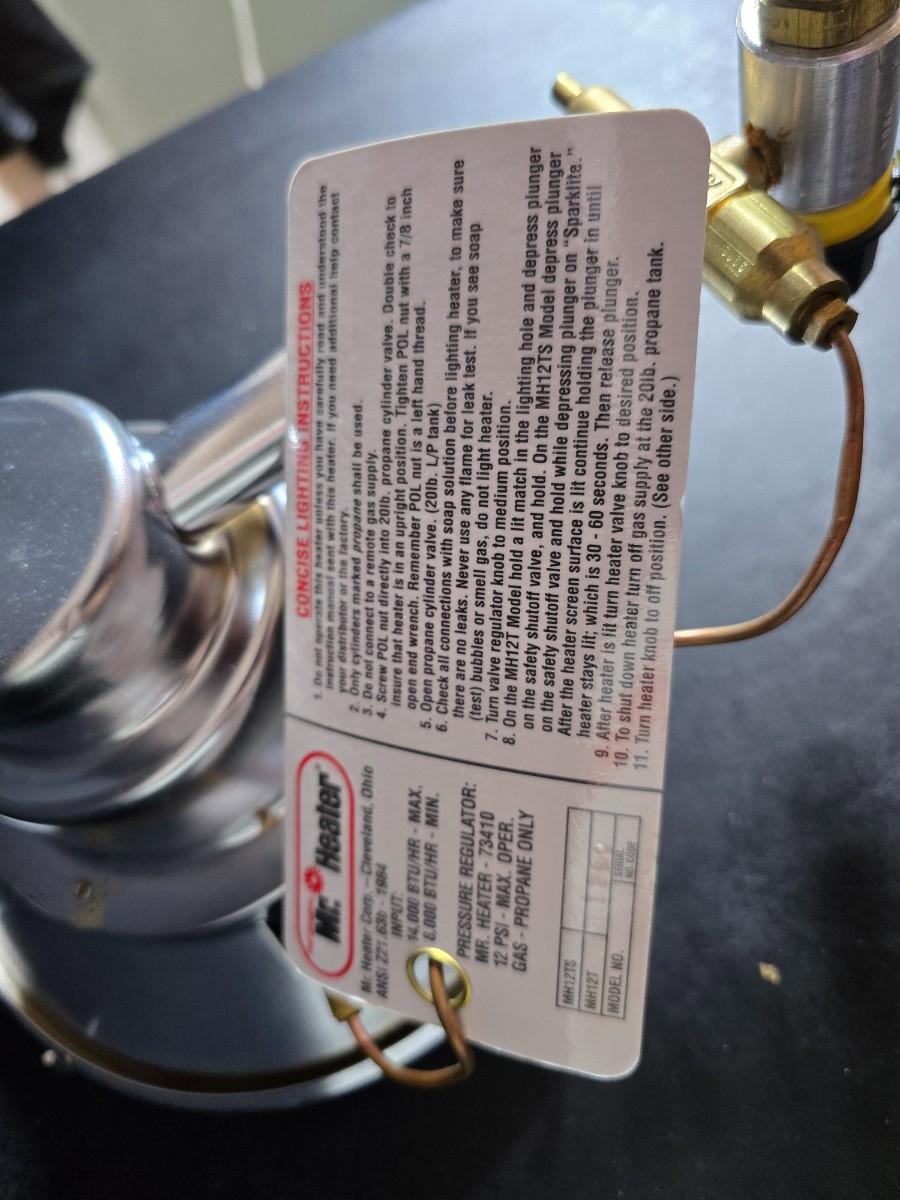 Mr. Heater
Mr. Heater Corp. – Cleveland, Ohio
ANSI Z21.63b - 1984
INPUT:
14,000 BTU/HR - MAX.
8,000 BTU/HR - MIN.
PRESSURE REGULATOR:
MR. HEATER - 73410
12 PSI - MAX. OPER.
GAS - PROPANE ONLY
MH12TS
MH12T
MODEL NO.
SERIAL
NO. CODE
CONCISE LIGHTING INSTRUCTIONS
1. Do not operate this heater unless you have carefully read and understood the
instruction manual sent with this heater. If you need additional help contact
your distributor or the factory.
2. Only cylinders marked propane shall be used.
3. Do not connect to a remote gas supply.
4. Screw POL nut directly into 20lb. propane cylinder valve. Double check to
insure that heater is in an upright position. Tighten POL nut with a 7/8 inch
open end wrench. Remember POL nut is a left hand thread.
5. Open propane cylinder valve. (20lb. L/P tank)
6. Check all connections with soap solution before lighting heater, to make sure
there are no leaks. Never use any flame for leak test. If you see soap
(test) bubbles or smell gas, do not light heater.
7. Turn valve regulator knob to medium position.
8. On the MH12T Model hold a lit match in the lighting hole and depress plunger
on the safety shutoff valve, and hold. On the MH12TS Model depress plunger
on the safety shutoff valve and hold while depressing plunger on "Sparklite."
After the heater screen surface is lit continue holding the plunger in until
heater stays lit; which is 30 - 60 seconds. Then release plunger.
9. After heater is lit turn heater valve knob to desired position.
10. To shut down heater turn off gas supply at the 20lb. propane tank.
11. Turn heater knob to off position. (See other side.)